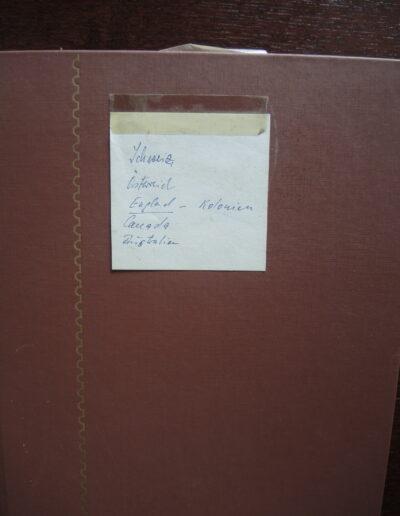 Schweiz
Österreich
England - Kolonien
Canada
Australien